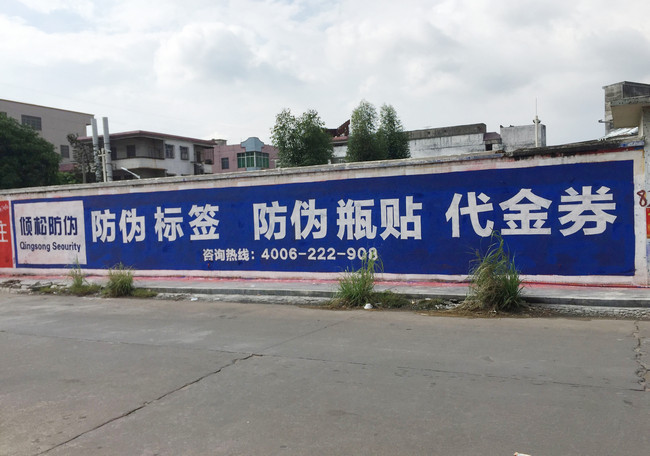 倾松防伪
Qingsong Seourity
防伪标签 防伪瓶贴 代金券
咨询热线：4006-222-908